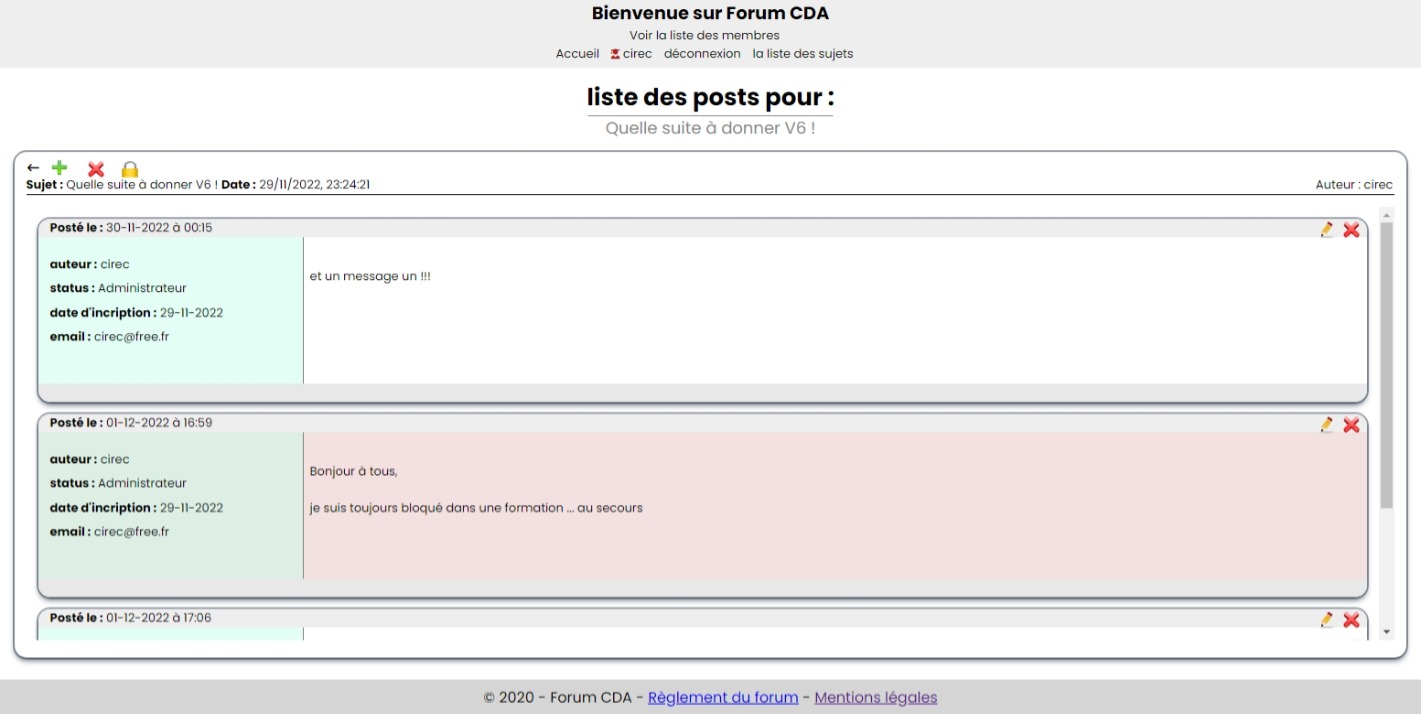 Bienvenue sur Forum CDA
Voir la liste des membres
Accueil cirec déconnexion la liste des sujets
liste des posts pour :
Quelle suite à donner V6 !
Sujet : Quelle suite à donner V6 ! Date : 29/11/2022, 23:24:21 Auteur : cirec
Posté le : 30-11-2022 à 00:15
auteur : cirec
status : Administrateur
date d'incription : 29-11-2022
email : cirec@free.fr
et un message un !!!
Posté le : 01-12-2022 à 16:59
auteur : cirec
status : Administrateur
date d'incription : 29-11-2022
email : cirec@free.fr
Bonjour à tous,
je suis toujours bloqué dans une formation ... au secours
Posté le : 01-12-2022 à 17:06
© 2020 - Forum CDA - Règlement du forum - Mentions légales